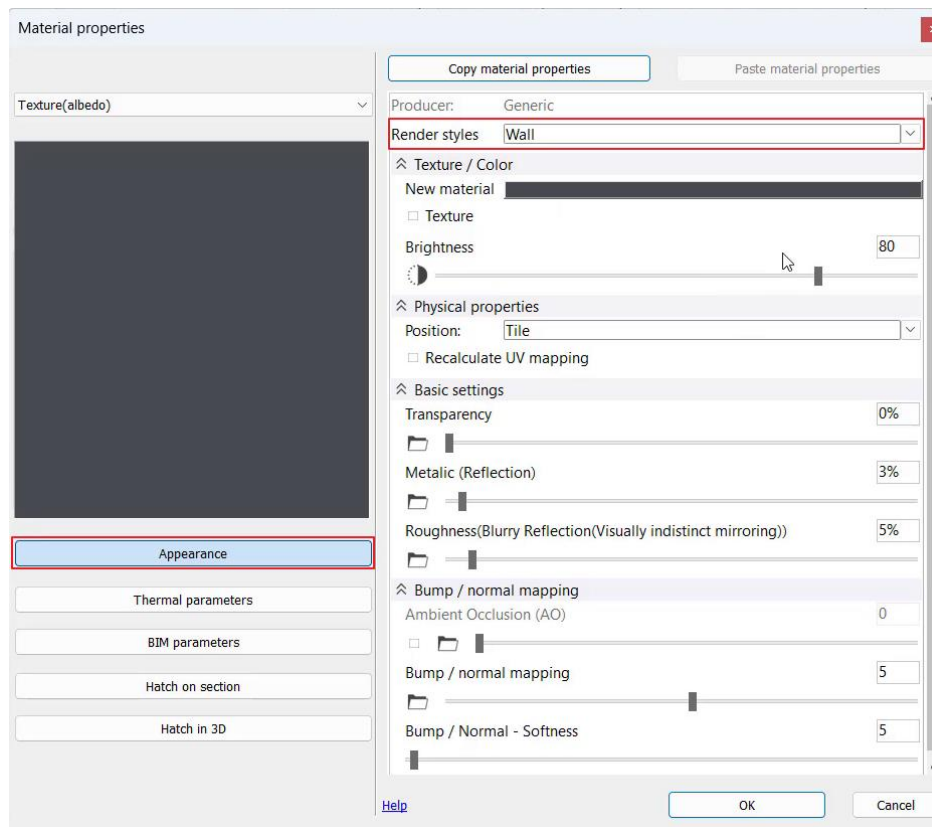 Material properties
Copy material properties
Paste material properties
Texture(albedo)
Producer: Generic
Render styles Wall
Texture / Color
New material
Texture
Brightness 80
Physical properties
Position: Tile
Recalculate UV mapping
Basic settings
Transparency 0%
Metalic (Reflection) 3%
Roughness(Blurry Reflection(Visually indistinct mirroring)) 5%
Appearance
Bump / normal mapping
Thermal parameters
Ambient Occlusion (AO) 0
BIM parameters
Bump / normal mapping 5
Hatch on section
Hatch in 3D
Bump / Normal - Softness 5
Help
OK
Cancel